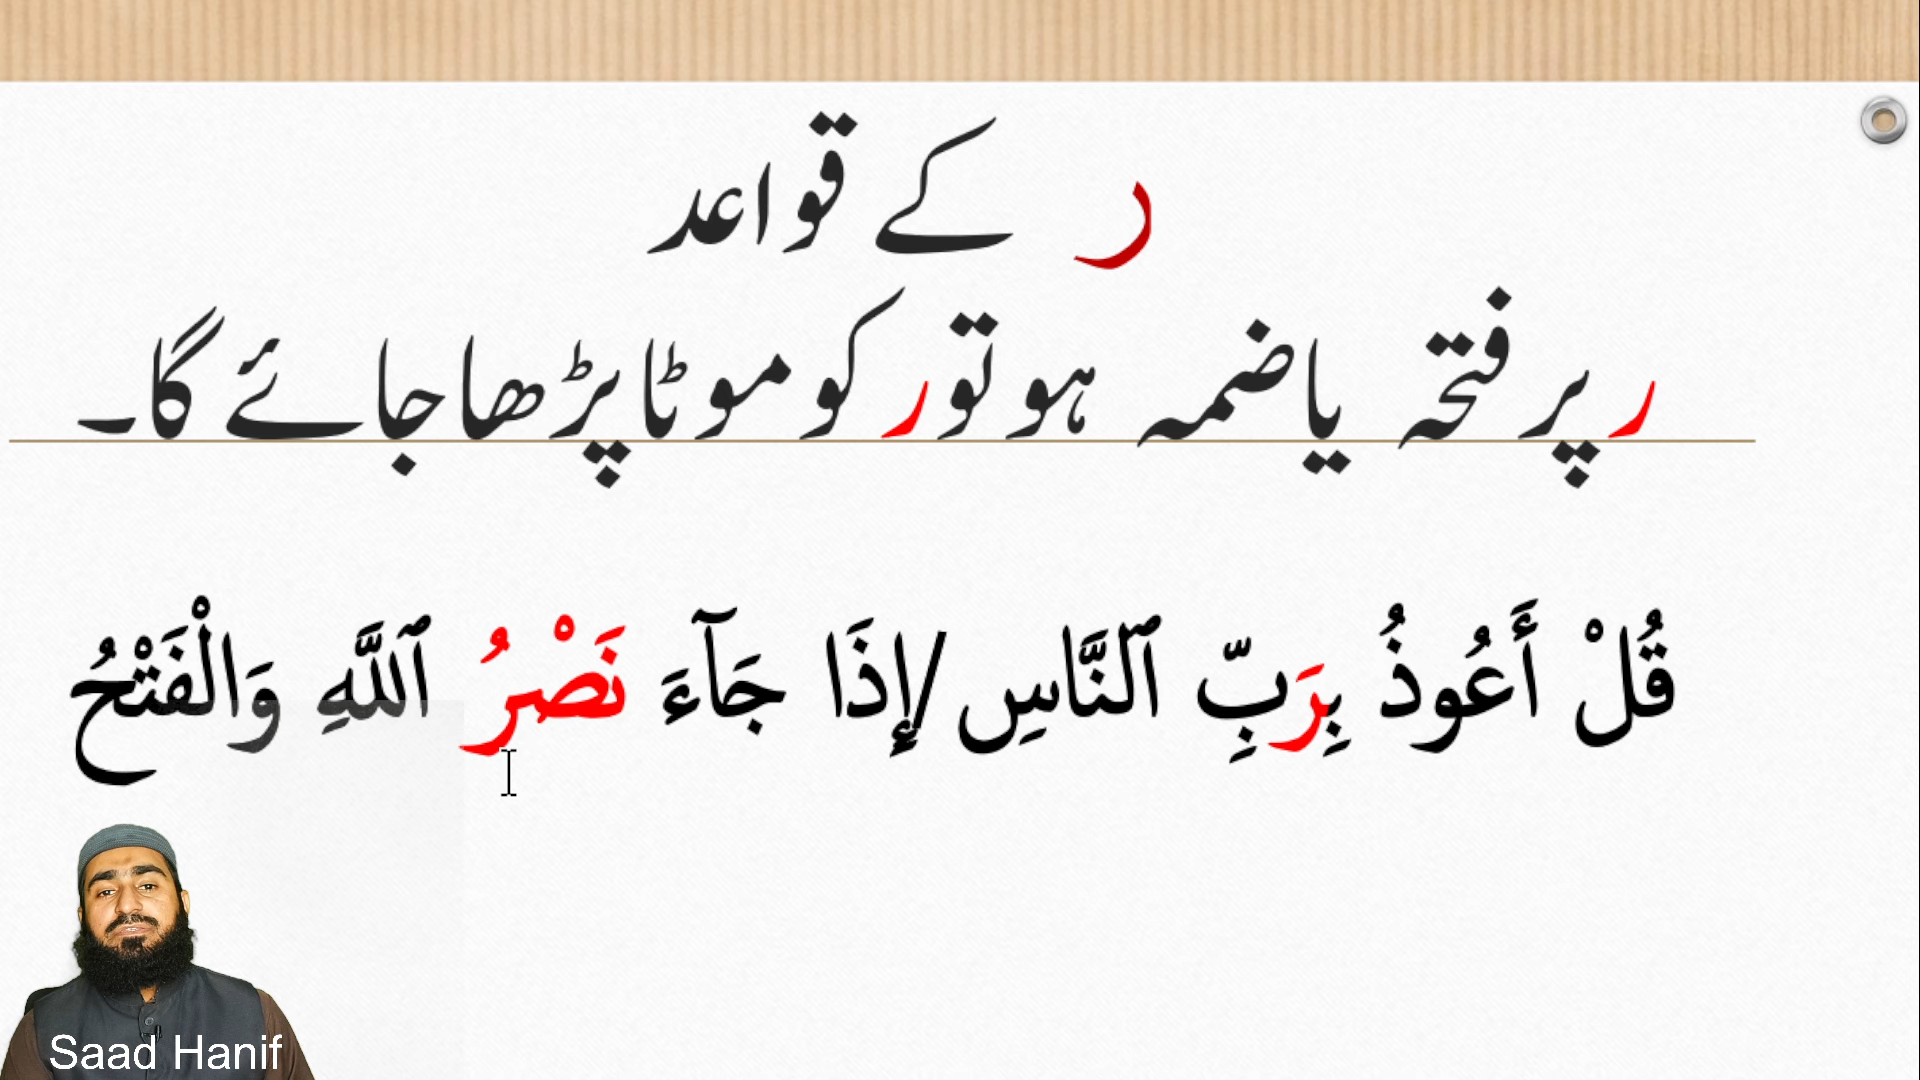 ر کے قواعد
ر پر فتحہ یا ضمہ ہو تو ر کو موٹا پڑھا جائے گا۔
قُلْ أَعُوذُ بِرَبِّ ٱلنَّاسِ /إِذَا جَآءَ نَصْرُ ٱللَّهِ وَالْفَتْحُ
Saad Hanif